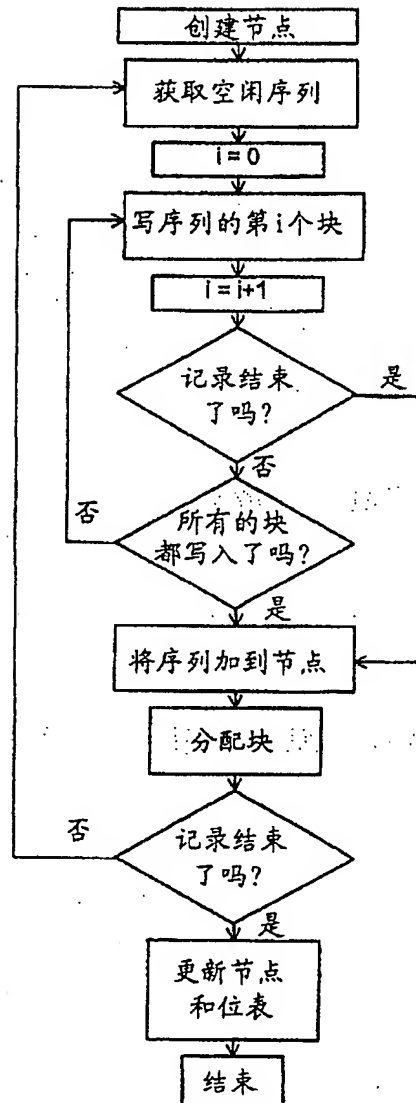 创建节点
获取空闲序列
i = 0
写序列的第i个块
i = i+1
记录结束
了吗?
是
否
所有的块
都写入了吗?
否
是
将序列加到节点
分配块
记录结束
了吗?
否
是
更新节点
和位表
结束